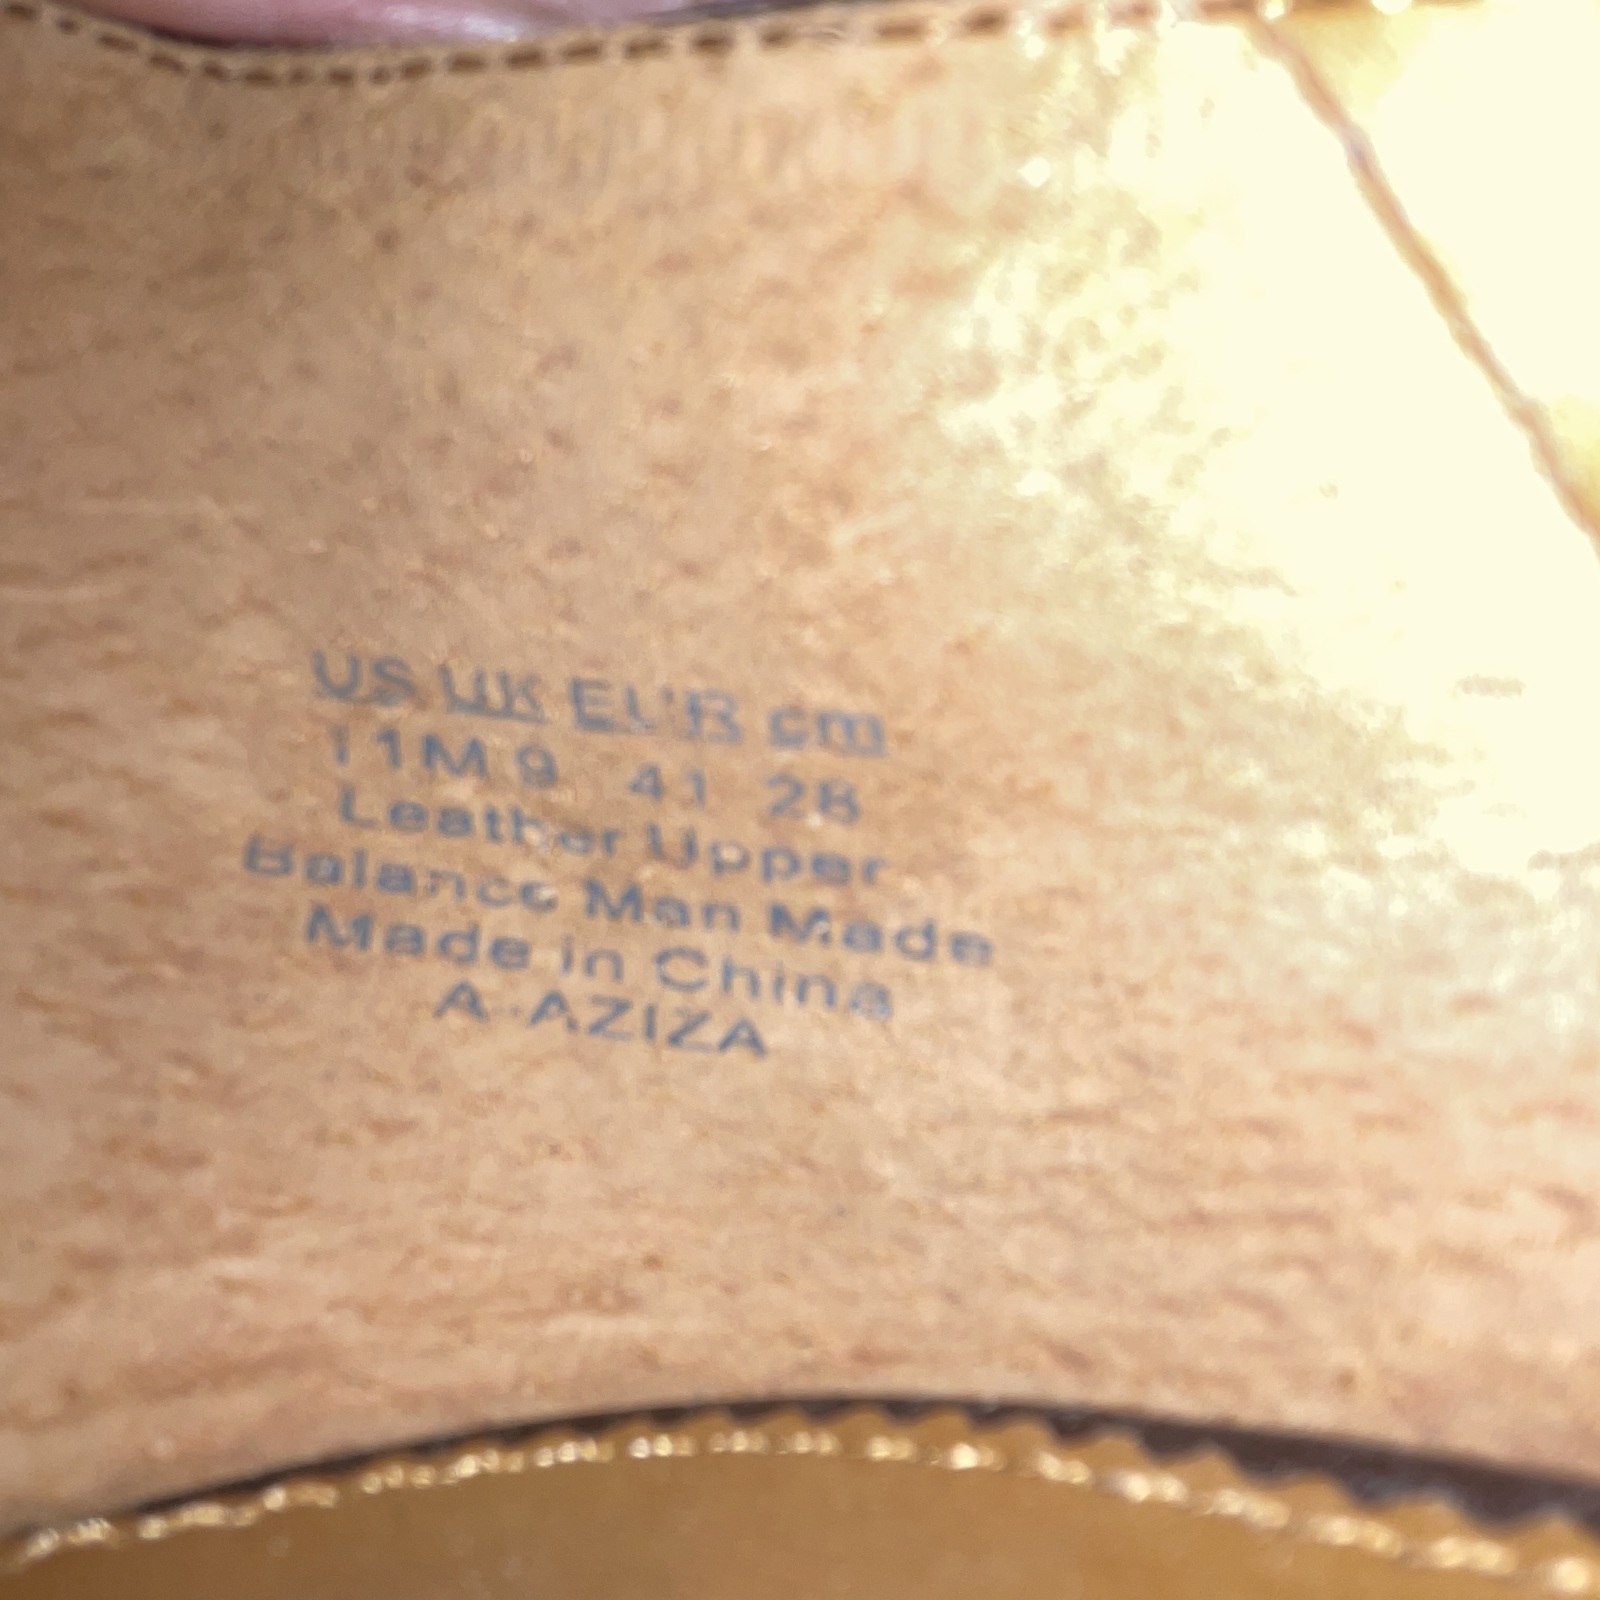 US UK EUR cm
11M 9 41 28
Leather Upper
Balance Man Made
Made in China
A-AZIZA